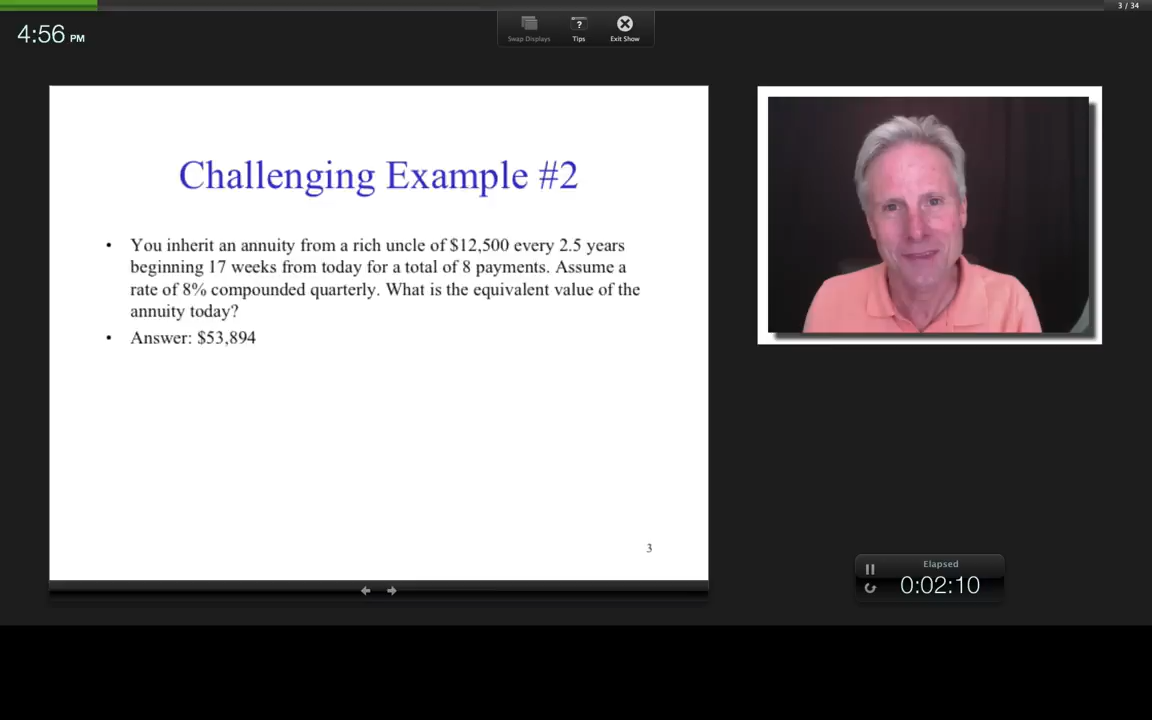 3 / 34
4:56 PM
Swap Displays
?
Tips
Exit Show
Challenging Example #2
• You inherit an annuity from a rich uncle of $12,500 every 2.5 years
beginning 17 weeks from today for a total of 8 payments. Assume a
rate of 8% compounded quarterly. What is the equivalent value of the
annuity today?
• Answer: $53,894
3
Elapsed
0:02:10